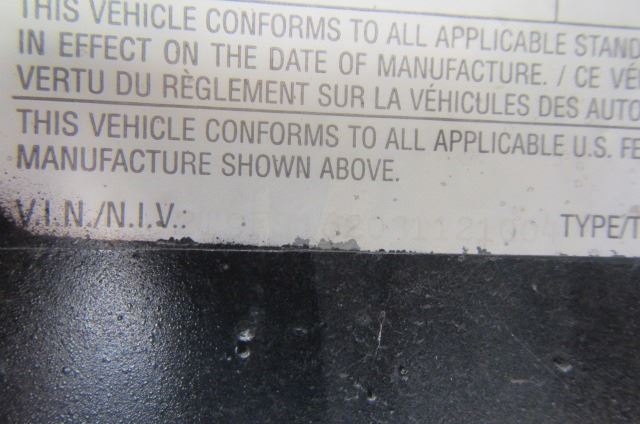 THIS VEHICLE CONFORMS TO ALL APPLICABLE STAND
IN EFFECT ON THE DATE OF MANUFACTURE. / CE VÉ
VERTU DU RÈGLEMENT SUR LA VÉHICULES DES AUTO
THIS VEHICLE CONFORMS TO ALL APPLICABLE U.S. FE
MANUFACTURE SHOWN ABOVE.
V.I.N./N.I.V.: TYPE/T